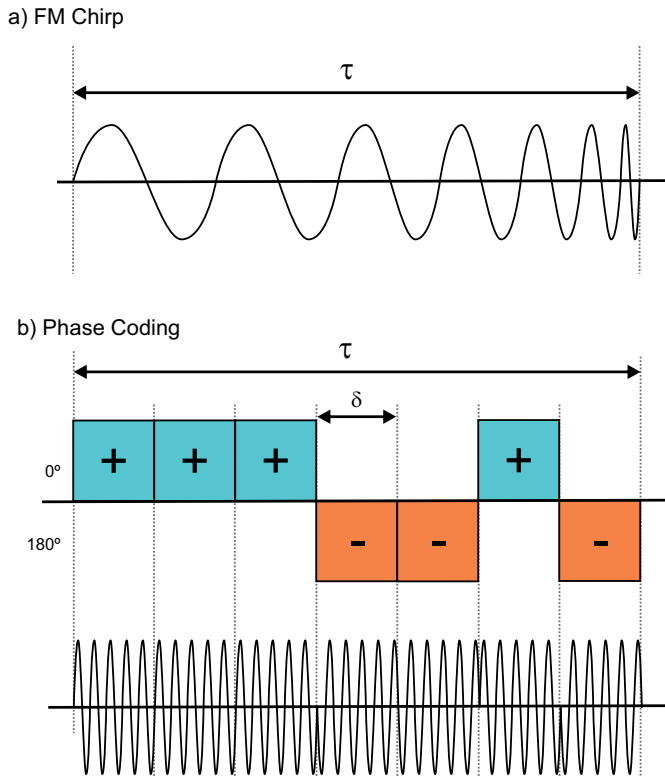 a) FM Chirp
τ
b) Phase Coding
τ
δ
0º
+ + + +
180º
- - -